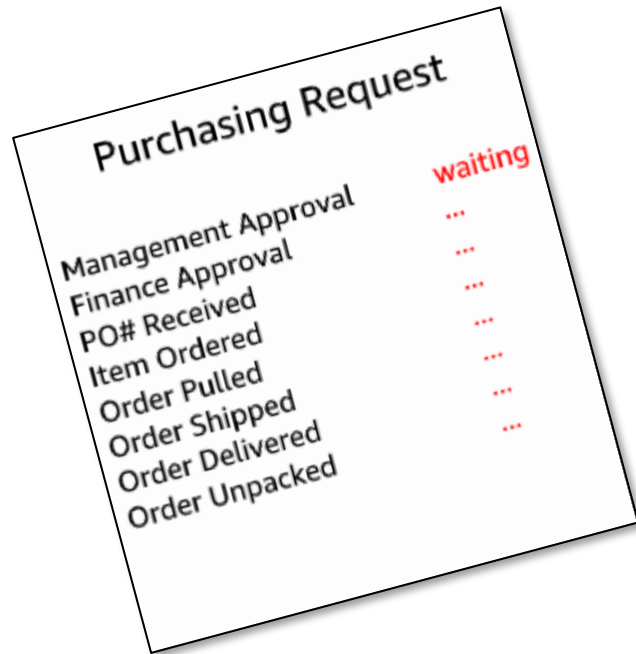 Purchasing Request
Management Approval waiting
Finance Approval ...
PO# Received ...
Item Ordered ...
Order Pulled ...
Order Shipped ...
Order Delivered ...
Order Unpacked ...